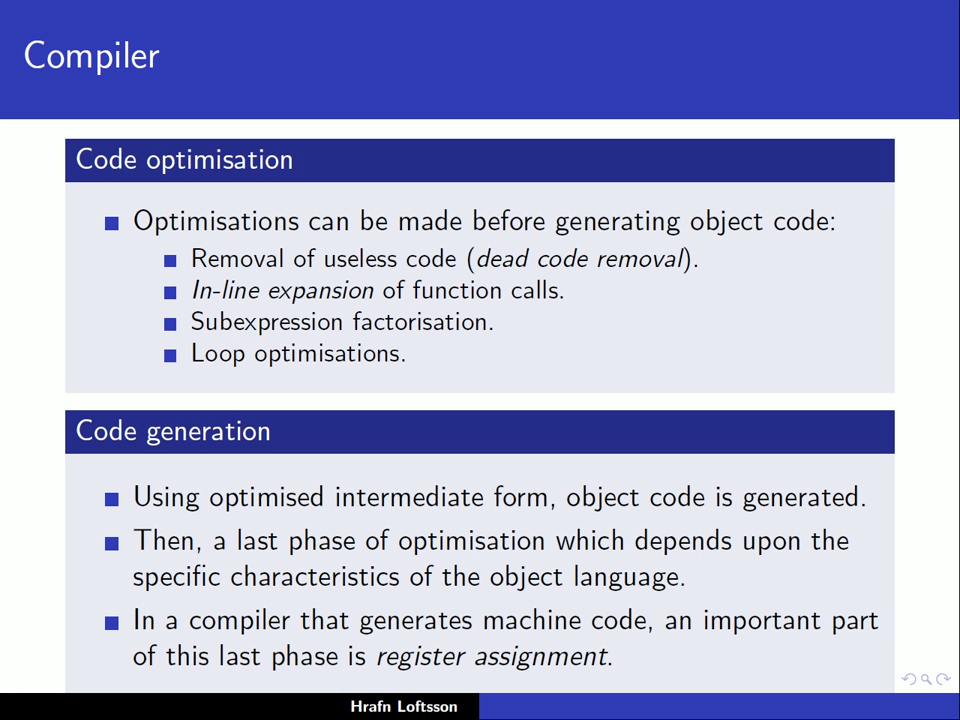 Compiler
Code optimisation
Optimisations can be made before generating object code:
Removal of useless code (dead code removal).
In-line expansion of function calls.
Subexpression factorisation.
Loop optimisations.
Code generation
Using optimised intermediate form, object code is generated.
Then, a last phase of optimisation which depends upon the
specific characteristics of the object language.
In a compiler that generates machine code, an important part
of this last phase is register assignment.
Hrafn Loftsson